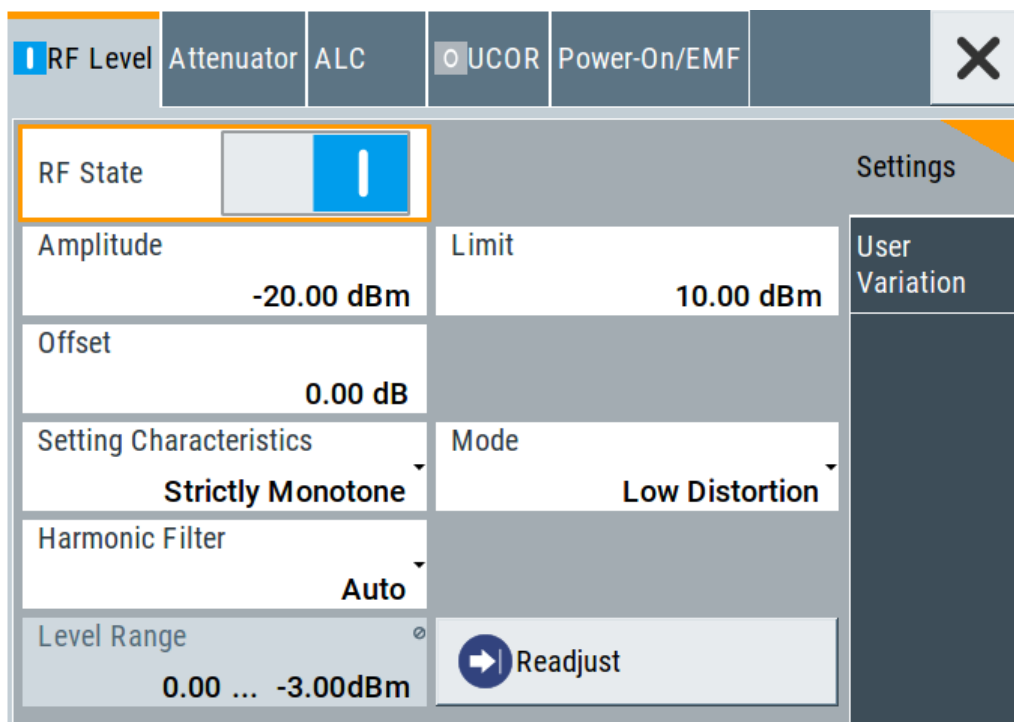 RF Level
Attenuator
ALC
UCOR
Power-On/EMF
RF State
Settings
Amplitude
-20.00 dBm
Limit
10.00 dBm
User
Variation
Offset
0.00 dB
Setting Characteristics
Strictly Monotone
Mode
Low Distortion
Harmonic Filter
Auto
Level Range
0.00 ... -3.00dBm
Readjust